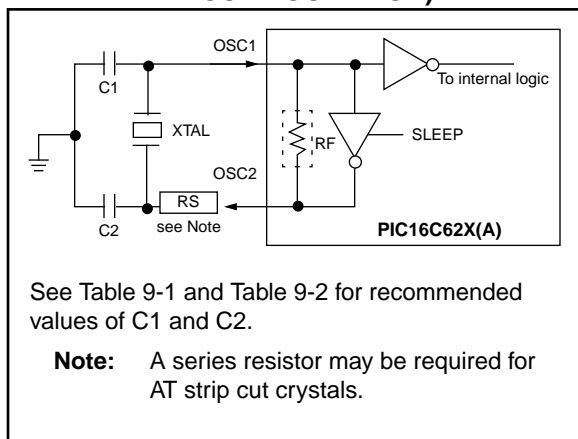 OSC1
To internal logic
C1
XTAL
RF
SLEEP
OSC2
RS
C2
see Note
PIC16C62X(A)
See Table 9-1 and Table 9-2 for recommended
values of C1 and C2.
Note: A series resistor may be required for
AT strip cut crystals.